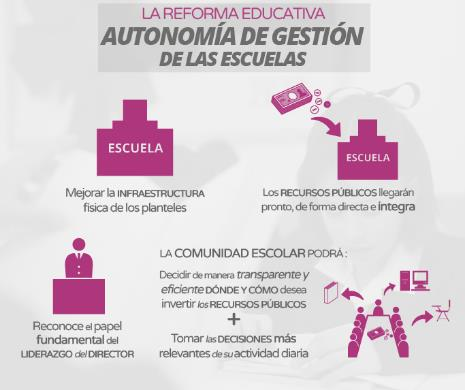 LA REFORMA EDUCATIVA
AUTONOMÍA DE GESTIÓN
DE LAS ESCUELAS
ESCUELA
Mejorar la INFRAESTRUCTURA
física de los planteles
ESCUELA
Los RECURSOS PÚBLICOS llegarán
pronto, de forma directa e íntegra
Reconoce el papel
fundamental del
LIDERAZGO del DIRECTOR
LA COMUNIDAD ESCOLAR PODRÁ :
Decidir de manera transparente y
eficiente DÓNDE Y CÓMO desea
invertir los RECURSOS PÚBLICOS
+
Tomar las DECISIONES más
relevantes de su actividad diaria